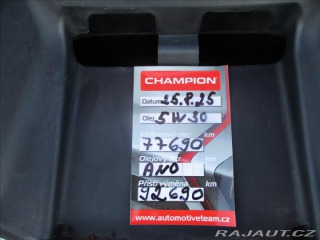 CHAMPION
Datum 25.8.25
Olej 5W30
km
77690
Olejový
ANO
Příští výměna km
92690
www.automotiveteam.cz
RAJAUT.CZ